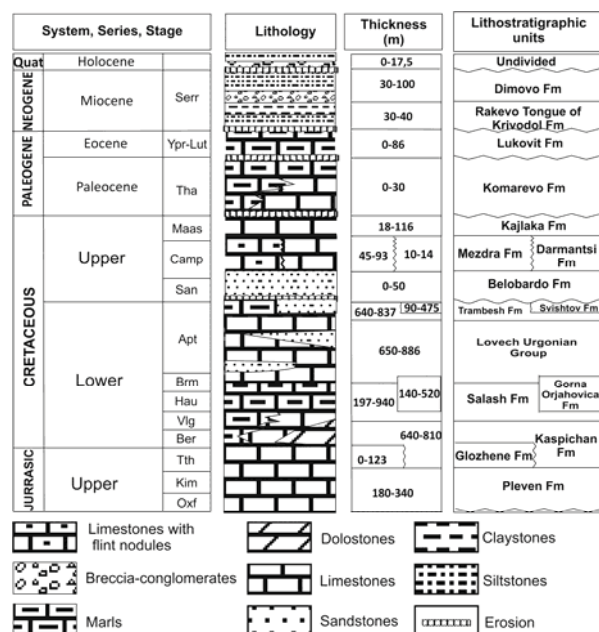 System, Series, Stage
Lithology
Thickness
(m)
Lithostratigraphic
units
Quat
Holocene
0-17,5
Undivided
NEOGENE
Miocene
Serr
30-100
Dimovo Fm
30-40
Rakevo Tongue of
Krivodol Fm
PALEOGENE
Eocene
Ypr-Lut
0-86
Lukovit Fm
Paleocene
Tha
0-30
Komarevo Fm
CRETACEOUS
Upper
Maas
18-116
Kajlaka Fm
Camp
45-93
10-14
Mezdra Fm
Darmantsi
Fm
San
0-50
Belobardo Fm
Lower
Apt
640-837
90-475
Trambesh Fm
Svishtov Fm
650-886
Lovech Urgonian
Group
Brm
Hau
197-940
140-520
Salash Fm
Gorna
Orjahovica
Fm
Vlg
Ber
640-810
Kaspichan
Fm
JURRASIC
Upper
Tth
0-123
Glozhene Fm
Kim
Oxf
180-340
Pleven Fm
Limestones with
flint nodules
Dolostones
Claystones
Breccia-conglomerates
Limestones
Siltstones
Marls
Sandstones
Erosion